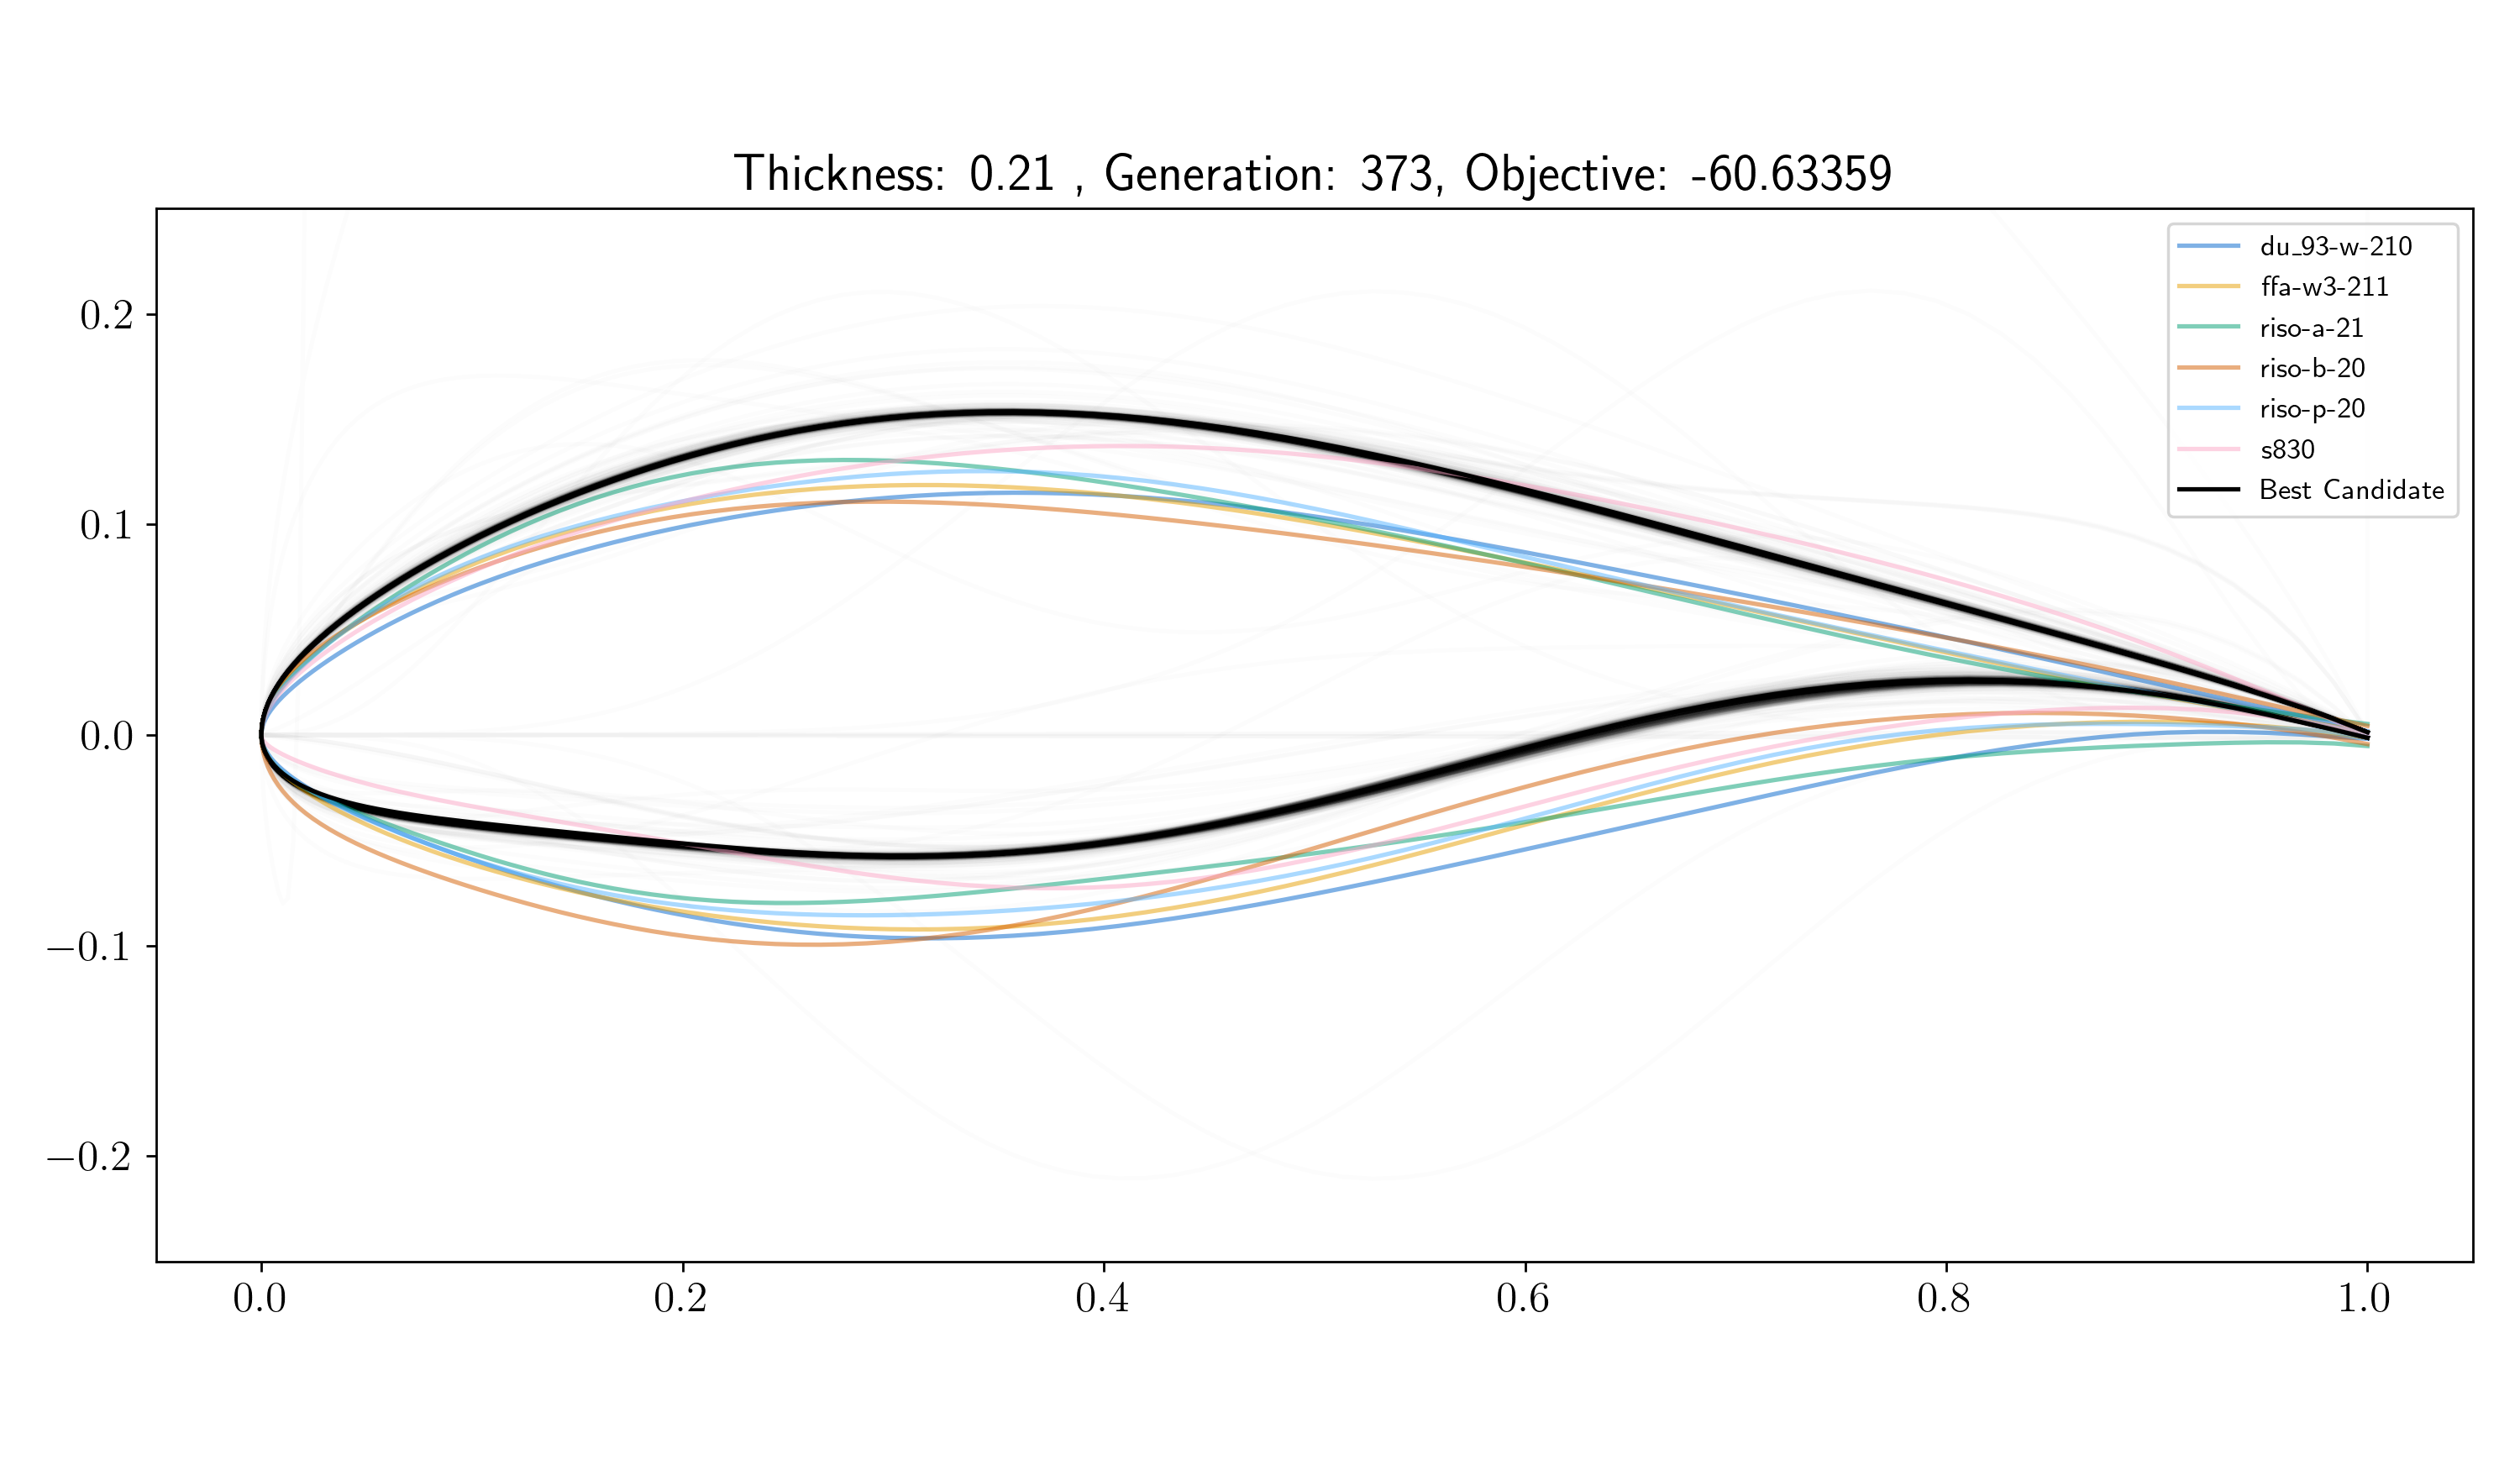 Thickness: 0.21 , Generation: 373, Objective: -60.63359
du_93-w-210
ffa-w3-211
riso-a-21
riso-b-20
riso-p-20
s830
Best Candidate
0.2
0.1
0.0
−0.1
−0.2
0.0 0.2 0.4 0.6 0.8 1.0